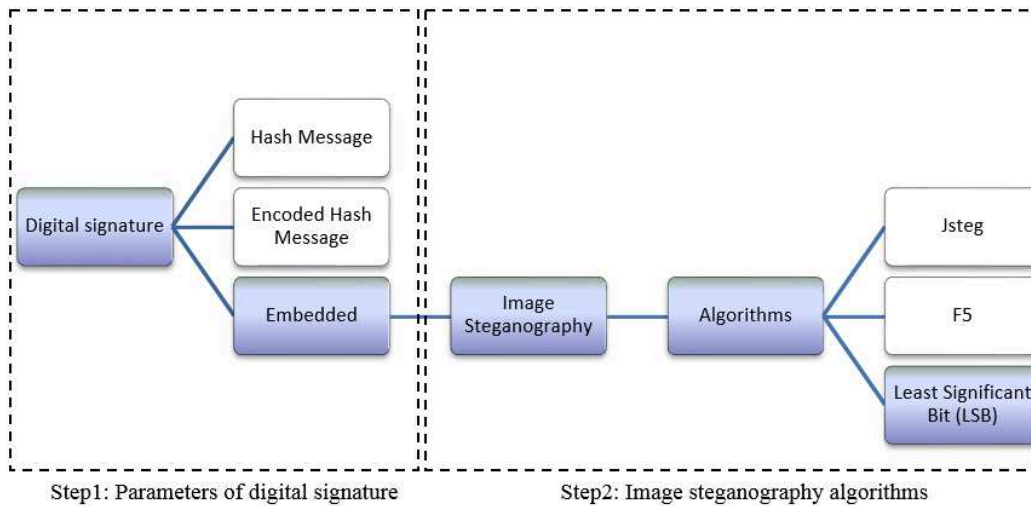 Hash Message
Digital signature
Encoded Hash
Message
Embedded
Image
Steganography
Algorithms
Jsteg
F5
Least Significant
Bit (LSB)
Step1: Parameters of digital signature
Step2: Image steganography algorithms